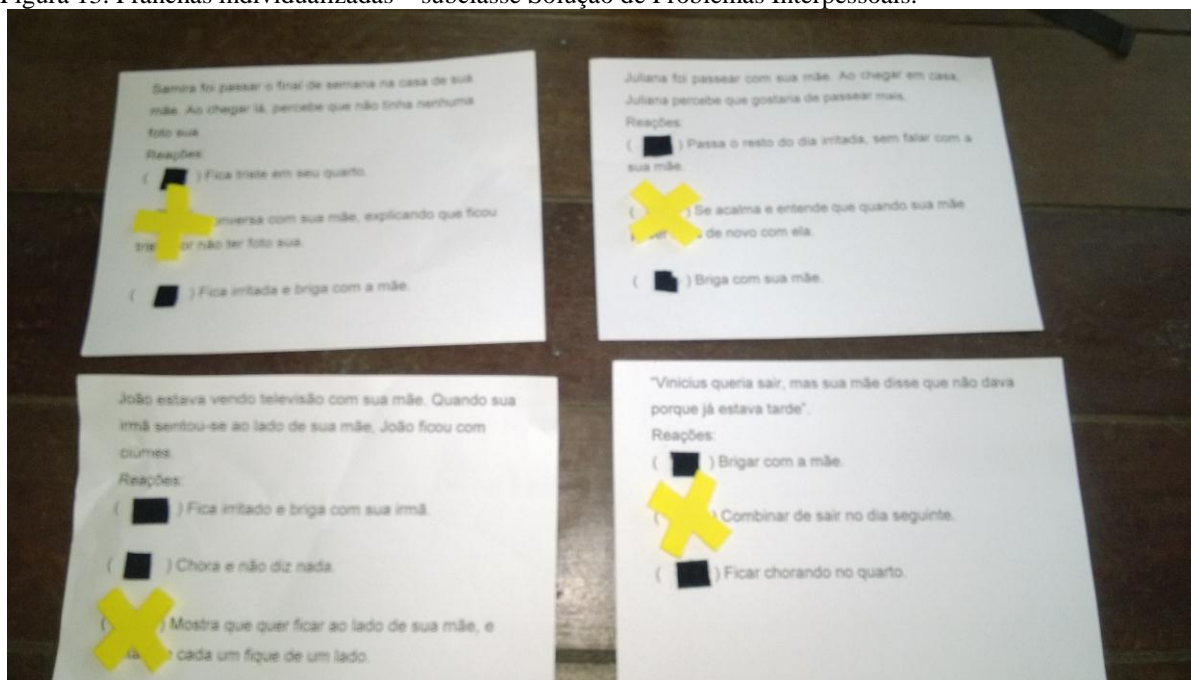 Figura 13: Pranchas individualizadas – subclasse Solução de Problemas Interpessoais.
Samira foi passar o final de semana na casa de sua
mãe. Ao chegar lá, percebe que não tinha nenhuma
foto sua.
Reações:
( ) Fica triste em seu quarto.
onversa com sua mãe, explicando que ficou
or não ter foto sua.
( ) Fica irritada e briga com a mãe.
Juliana foi passear com sua mãe. Ao chegar em casa,
Juliana percebe que gostaria de passear mais.
Reações:
( ) Passa o resto do dia irritada, sem falar com a
sua mãe.
( ) Se acalma e entende que quando sua mãe
de novo com ela.
( ) Briga com sua mãe.
João estava vendo televisão com sua mãe. Quando sua
irmã sentou-se ao lado de sua mãe, João ficou com
ciúmes.
Reações:
( ) Fica irritado e briga com sua irmã.
( ) Chora e não diz nada.
( ) Mostra que quer ficar ao lado de sua mãe, e
cada um fique de um lado.
"Vinicius queria sair, mas sua mãe disse que não dava
porque já estava tarde".
Reações:
( ) Brigar com a mãe.
( ) Combinar de sair no dia seguinte.
( ) Ficar chorando no quarto.